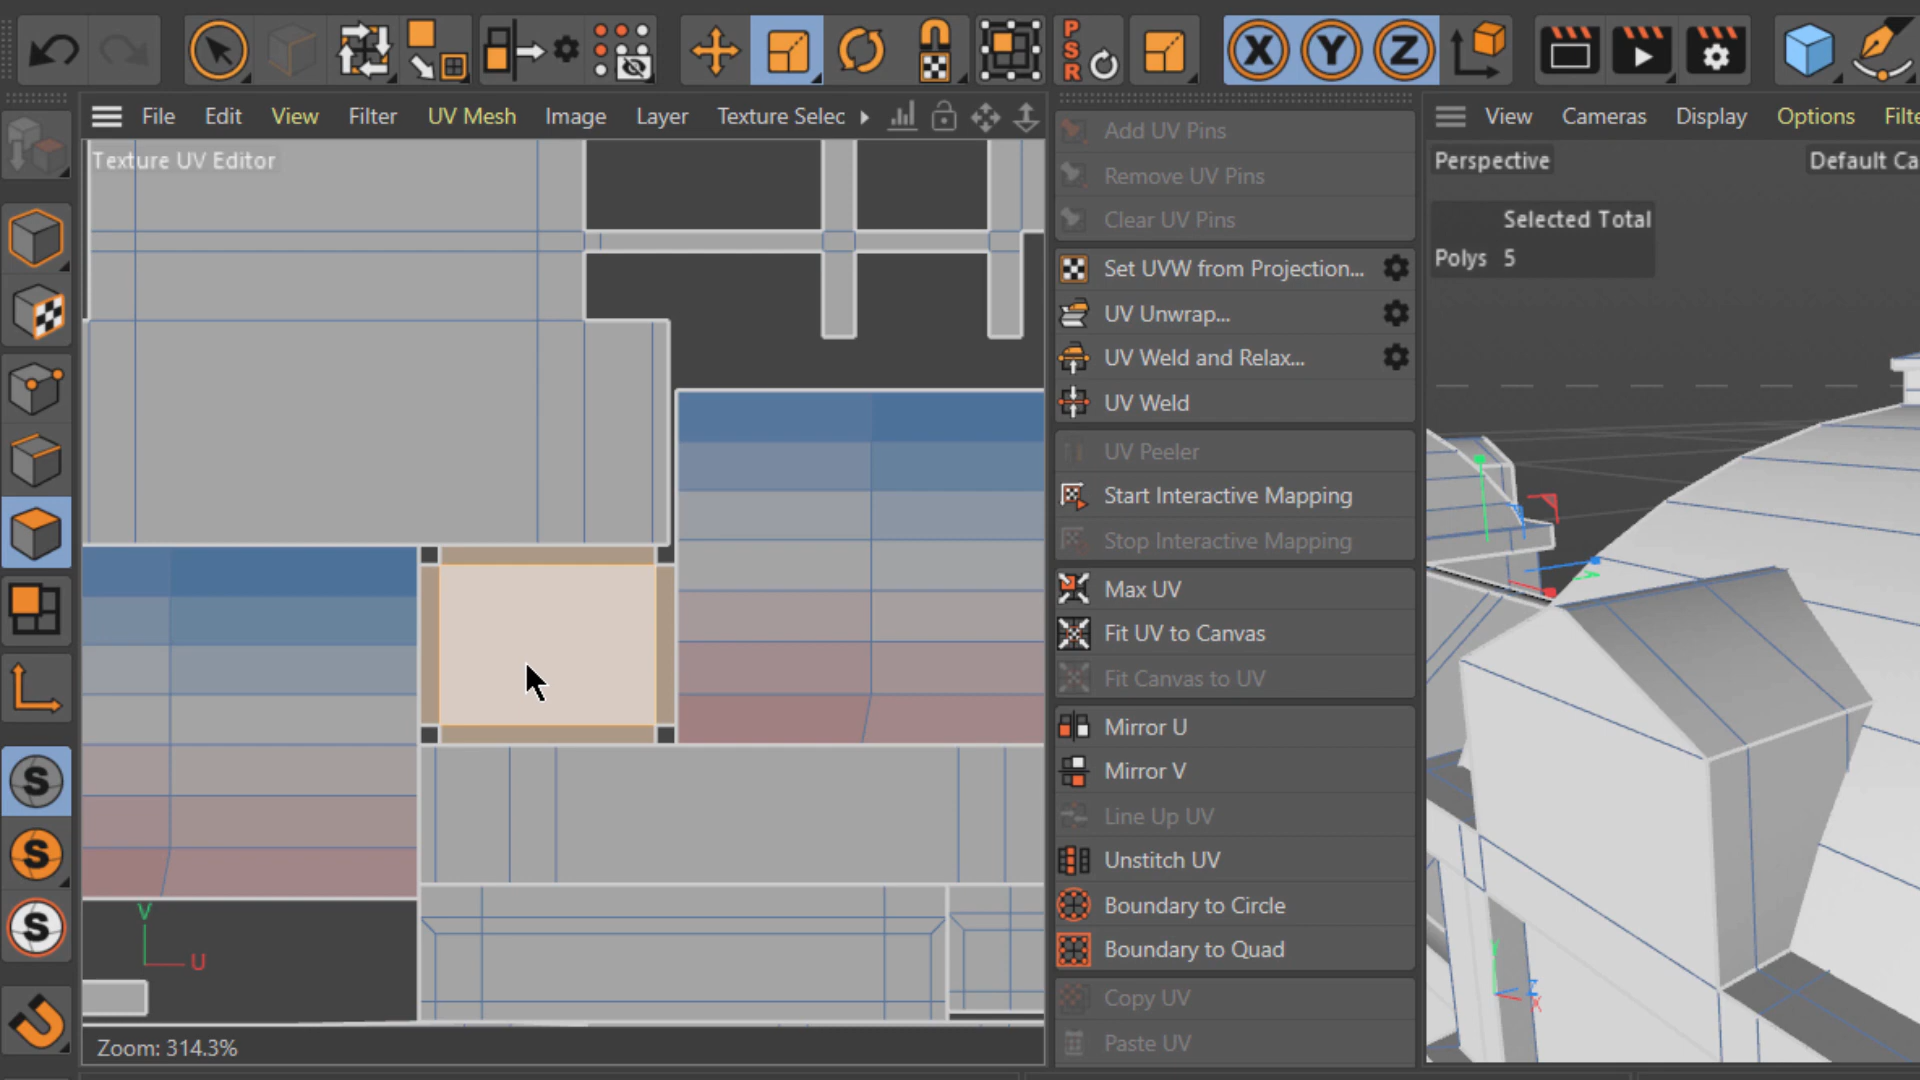 P
S
R
X
Y
Z
File
Edit
View
Filter
UV Mesh
Image
Layer
Texture Selec
Texture UV Editor
Add UV Pins
Remove UV Pins
Clear UV Pins
Set UVW from Projection...
UV Unwrap...
UV Weld and Relax...
UV Weld
UV Peeler
Start Interactive Mapping
Stop Interactive Mapping
Max UV
Fit UV to Canvas
Fit Canvas to UV
Mirror U
Mirror V
Line Up UV
Unstitch UV
Boundary to Circle
Boundary to Quad
Copy UV
Paste UV
View
Cameras
Display
Options
Filte
Perspective
Default Ca
Selected Total
Polys 5
S
S
S
V
U
Zoom: 314.3%
Y
Z
X